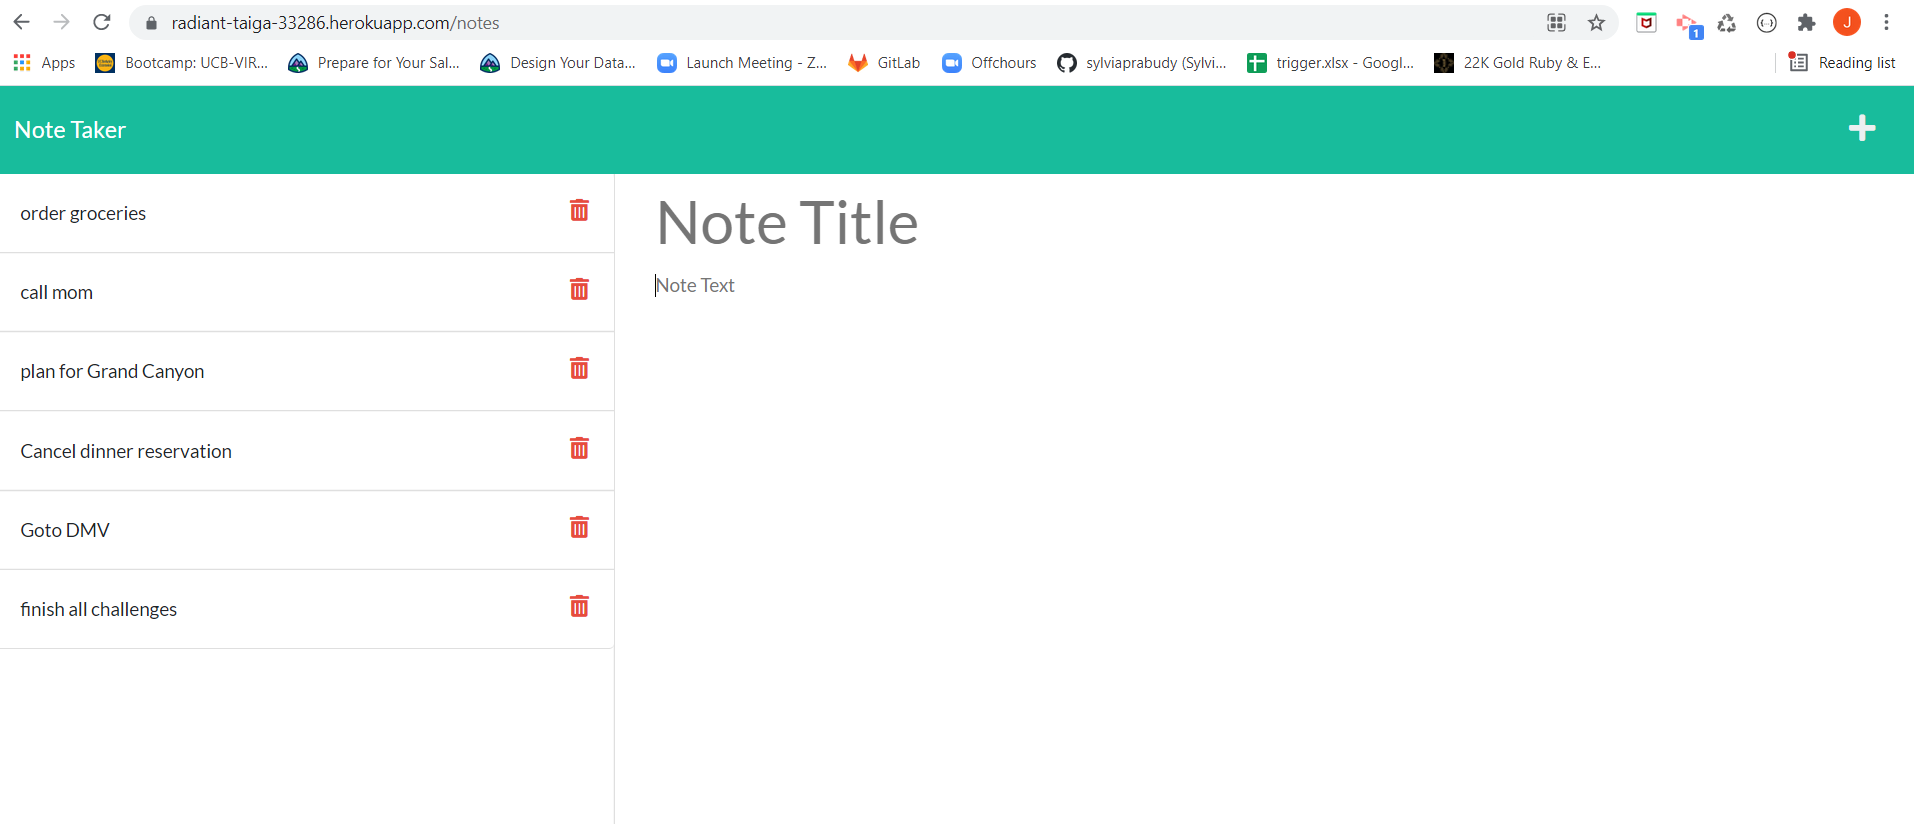 radiant-taiga-33286.herokuapp.com/notes
1
J
Apps Bootcamp: UCB-VIR... Prepare for Your Sal... Design Your Data... Launch Meeting - Z... GitLab Offchours sylviaprabudy (Sylvi... trigger.xlsx - Googl... 22K Gold Ruby & E... Reading list
Note Taker
order groceries
call mom
plan for Grand Canyon
Cancel dinner reservation
Goto DMV
finish all challenges
Note Title
Note Text